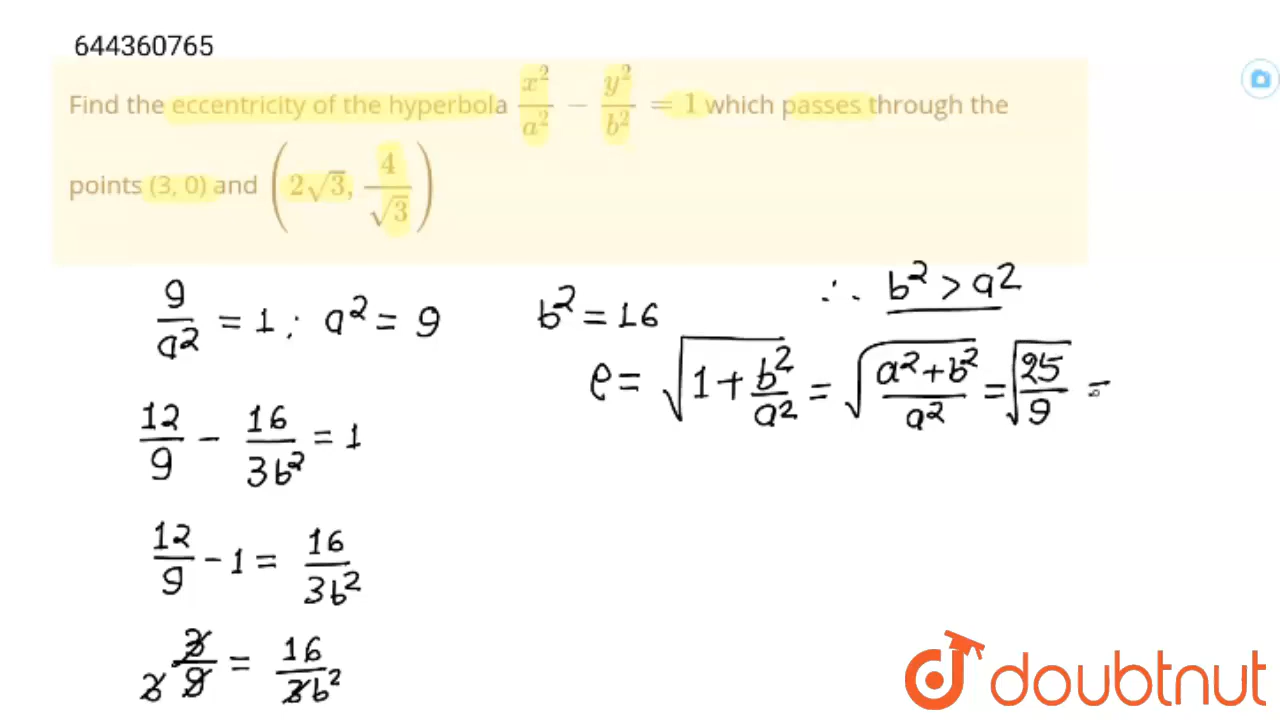 644360765
Find the eccentricity of the hyperbola x²/a² − y²/b² = 1 which passes through the
points (3, 0) and (2√3, 4/√3)
9/a² = 1; a² = 9
b² = 16
∴ b² > a²
e = √(1 + b²/a²) = √((a² + b²)/a²) = √(25/9) =
12/9 − 16/3b² = 1
12/9 − 1 = 16/3b²
3 3/9 = 16/3b²
doubtnut